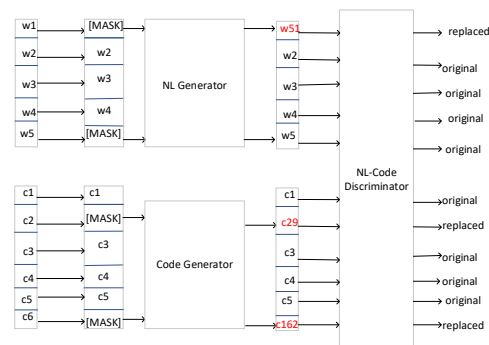 w1
w2
w3
w4
w5
[MASK]
w2
w3
w4
[MASK]
NL Generator
w51
w2
w3
w4
w5
c1
c2
c3
c4
c5
c6
c1
[MASK]
c3
c4
c5
[MASK]
Code Generator
c1
c29
c3
c4
c5
c162
NL-Code
Discriminator
replaced
original
original
original
original
original
replaced
original
original
original
replaced